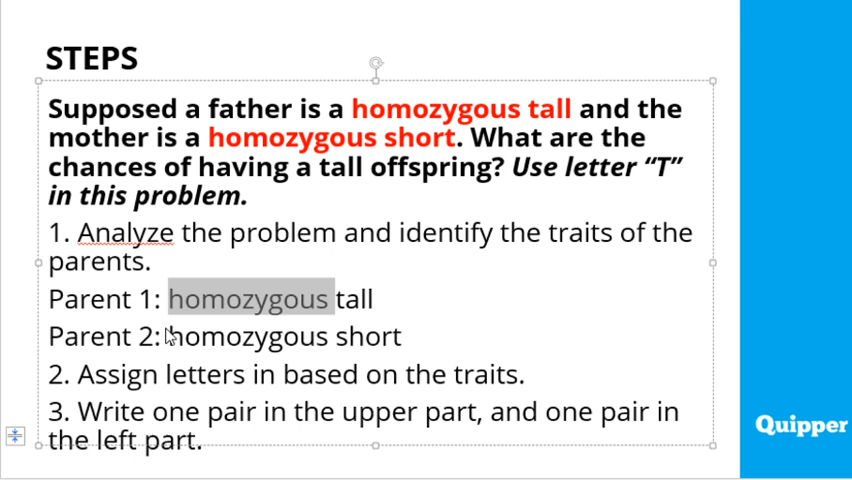 STEPS
Supposed a father is a homozygous tall and the
mother is a homozygous short. What are the
chances of having a tall offspring? Use letter “T”
in this problem.
1. Analyze the problem and identify the traits of the
parents.
Parent 1: homozygous tall
Parent 2: homozygous short
2. Assign letters in based on the traits.
3. Write one pair in the upper part, and one pair in
the left part.
Quipper